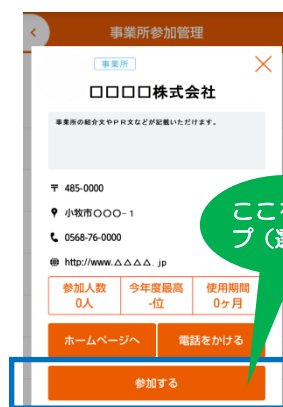 事業所参加管理
事業所
□□□□株式会社
事業所の紹介文やPR文などが記載いただけます。
〒 485-0000
小牧市○○○-1
0568-76-0000
http://www.△△△△. jp
参加人数 今年度最高 使用期間
0人 -位 0ヶ月
ホームページへ 電話をかける
ここを
プ（選
参加する